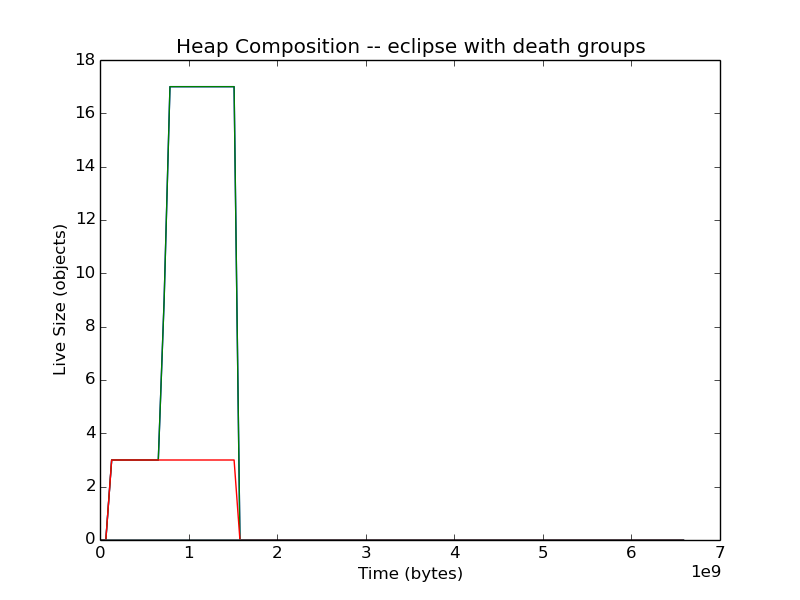 Heap Composition -- eclipse with death groups
18
16
14
12
10
8
6
4
2
0
Live Size (objects)
0 1 2 3 4 5 6 7
1e9
Time (bytes)